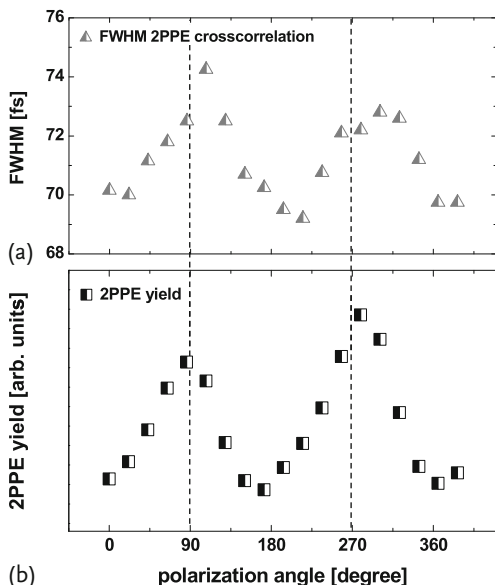 76
FWHM 2PPE crosscorrelation
74
72
70
68
FWHM [fs]
(a)
2PPE yield
2PPE yield [arb. units]
(b)
0 90 180 270 360
polarization angle [degree]